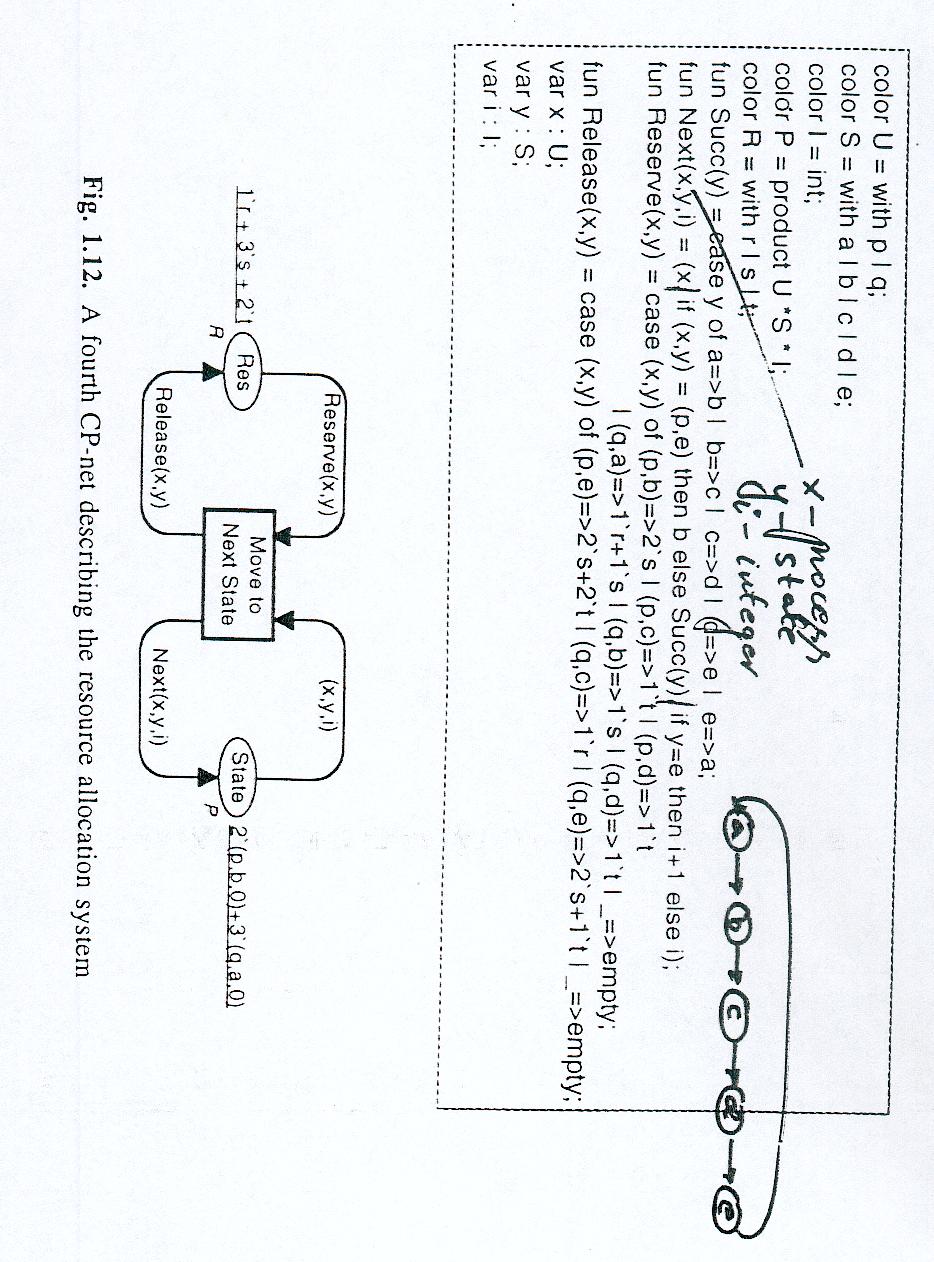 color U = with p | q;
color S = with a | b | c | d | e;
color I = int;
color P = product U * S * I;
color R = with r | s | t;
fun Succ(y) = case y of a=>b | b=>c | c=>d | d=>e | e=>a;
fun Next(x,y,i) = (x, if (x,y) = (p,e) then b else Succ(y), if y=e then i+1 else i);
fun Reserve(x,y) = case (x,y) of (p,b)=>2`s | (p,c)=>1`t | (p,d)=>1`t
| (q,a)=>1`r+1`s | (q,b)=>1`s | (q,d)=>1`t | _=>empty;
fun Release(x,y) = case (x,y) of (p,e)=>2`s+2`t | (q,c)=>1`r | (q,e)=>2`s+1`t | _=>empty;
var x : U;
var y : S;
var i : I;
x - process
y - state
i - integer
a
b
c
d
e
Reserve(x,y)
(x,y,i)
1`r + 3`s + 2`t
Res
R
Move to
Next State
State
P
2`(p,b,0)+3`(q,a,0)
Release(x,y)
Next(x,y,i)
Fig. 1.12. A fourth CP-net describing the resource allocation system